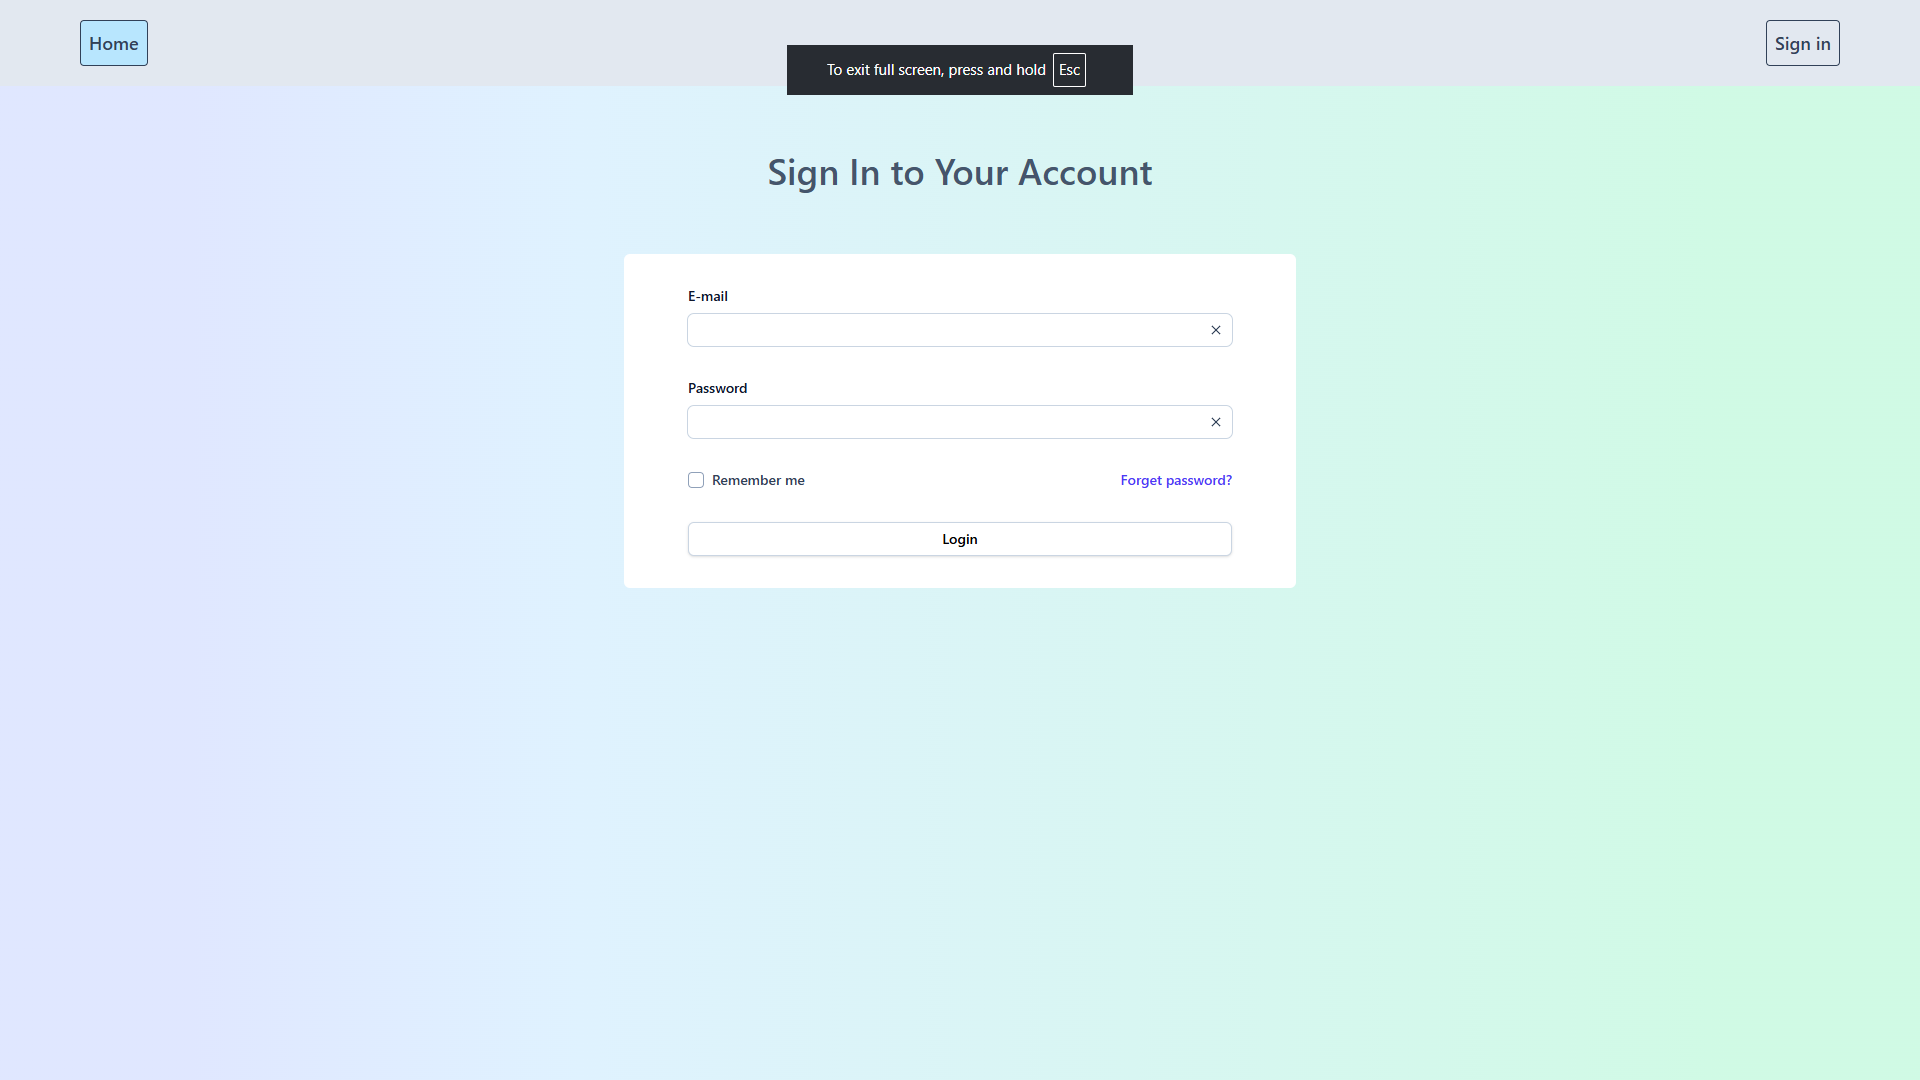 Home
Sign in
To exit full screen, press and hold Esc
Sign In to Your Account
E-mail
Password
Remember me
Forget password?
Login